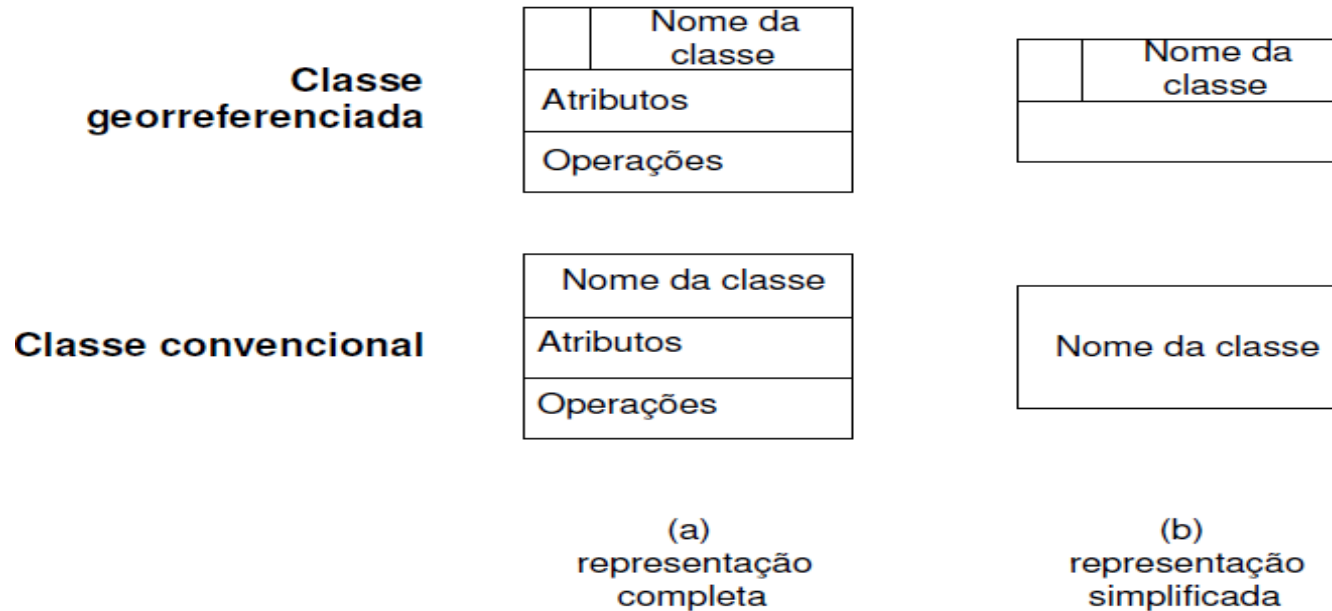 Classe
georreferenciada
Nome da
classe
Atributos
Operações
Nome da
classe
Classe convencional
Nome da classe
Atributos
Operações
Nome da classe
(a)
representação
completa
(b)
representação
simplificada